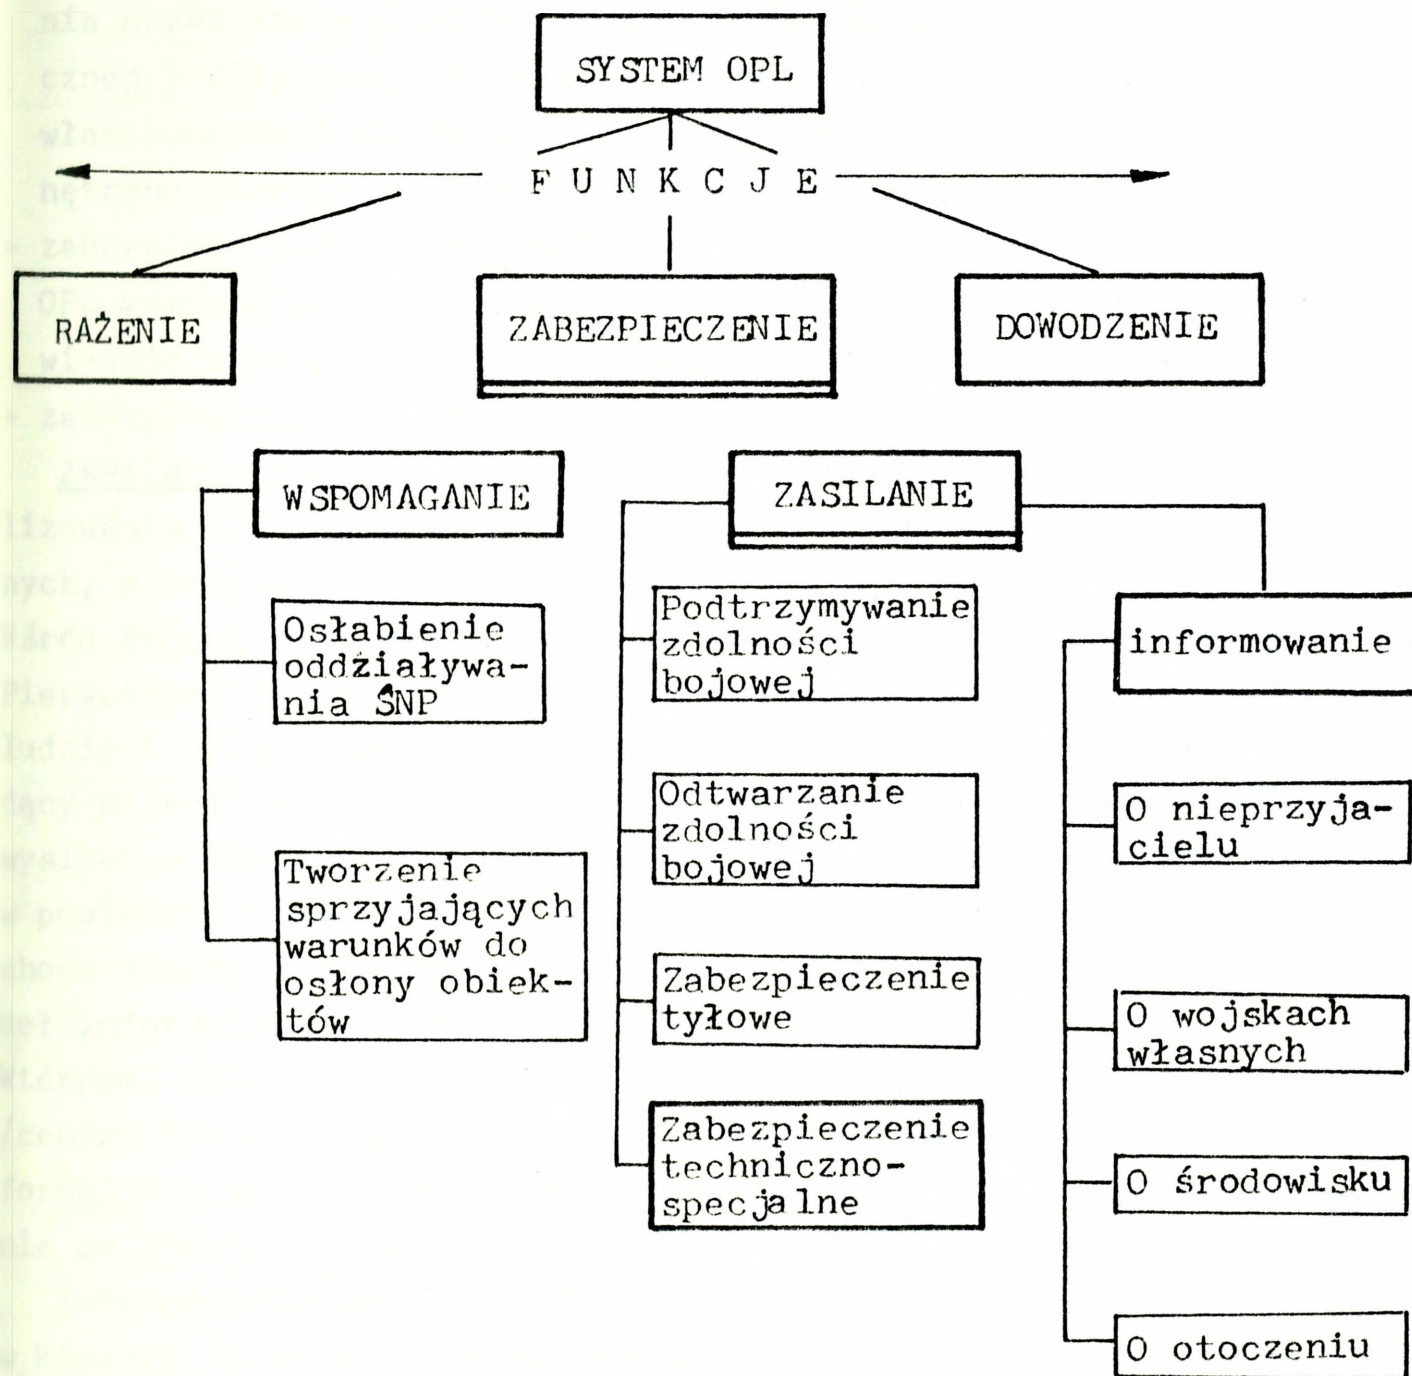 SYSTEM OPL
F U N K C J E
RAŻENIE
ZABEZPIECZENIE
DOWODZENIE
WSPOMAGANIE
ZASILANIE
Osłabienie
oddziaływa-
nia ŚNP
Tworzenie
sprzyjających
warunków do
osłony obiek-
tów
Podtrzymywanie
zdolności
bojowej
Odtwarzanie
zdolności
bojowej
Zabezpieczenie
tyłowe
Zabezpieczenie
techniczno-
specjalne
informowanie
O nieprzyja-
cielu
O wojskach
własnych
O środowisku
O otoczeniu